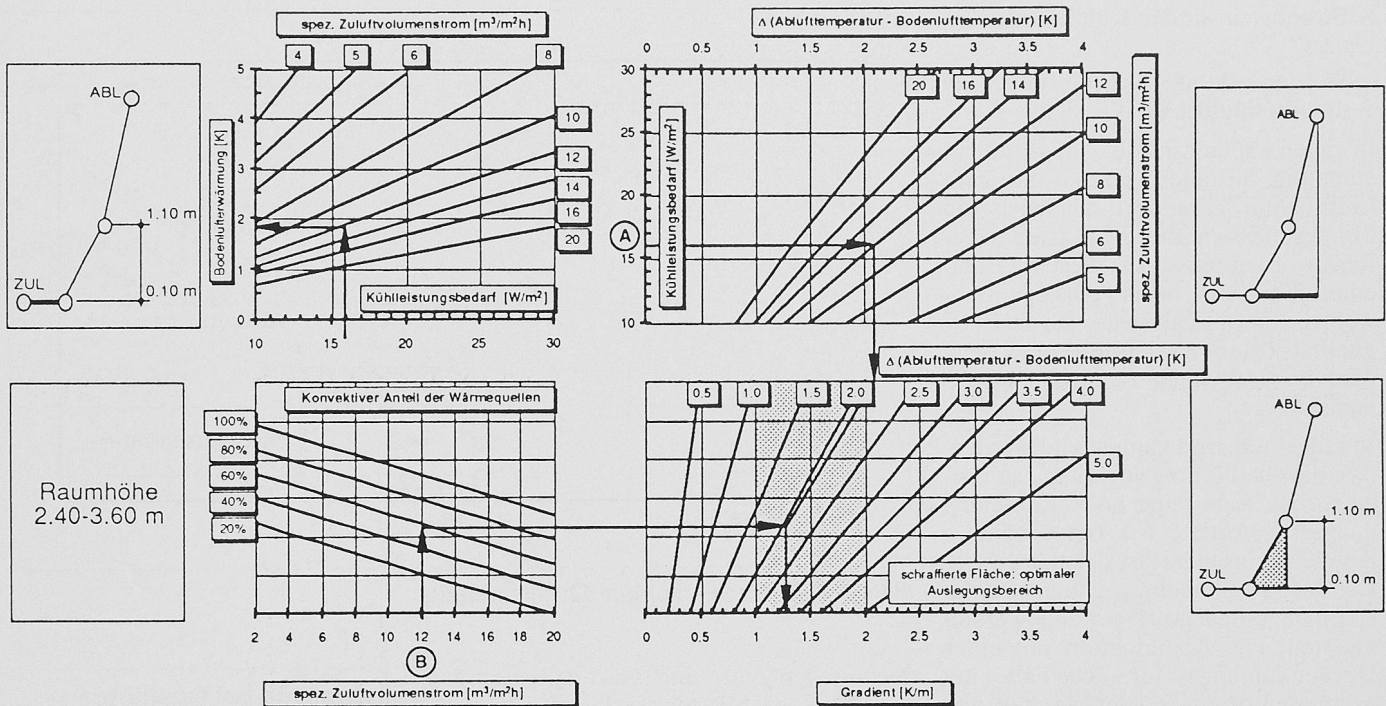 spez. Zuluftvolumenstrom [m³/m²h]
4
5
6
8
10
12
14
16
20
Bodenlufterwärmung [K]
5
4
3
2
1
0
Kühlleistungsbedarf [W/m²]
10
15
20
25
30
ABL
1.10 m
ZUL
0.10 m
Δ (Ablufttemperatur - Bodenlufttemperatur) [K]
0
0.5
1
1.5
2
2.5
3
3.5
4
30
25
20
15
10
Kühlleistungsbedarf [W/m²]
A
20
16
14
12
10
8
6
5
spez. Zuluftvolumenstrom [m³/m²h]
ABL
ZUL
Raumhöhe
2.40-3.60 m
Konvektiver Anteil der Wärmequellen
100%
80%
60%
40%
20%
2
4
6
8
10
12
14
16
18
20
B
spez. Zuluftvolumenstrom [m³/m²h]
Δ (Ablufttemperatur - Bodenlufttemperatur) [K]
0.5
1.0
1.5
2.0
2.5
3.0
3.5
4.0
5.0
schraffierte Fläche: optimaler
Auslegungsbereich
0
0.5
1
1.5
2
2.5
3
3.5
4
Gradient [K/m]
ABL
1.10 m
ZUL
0.10 m